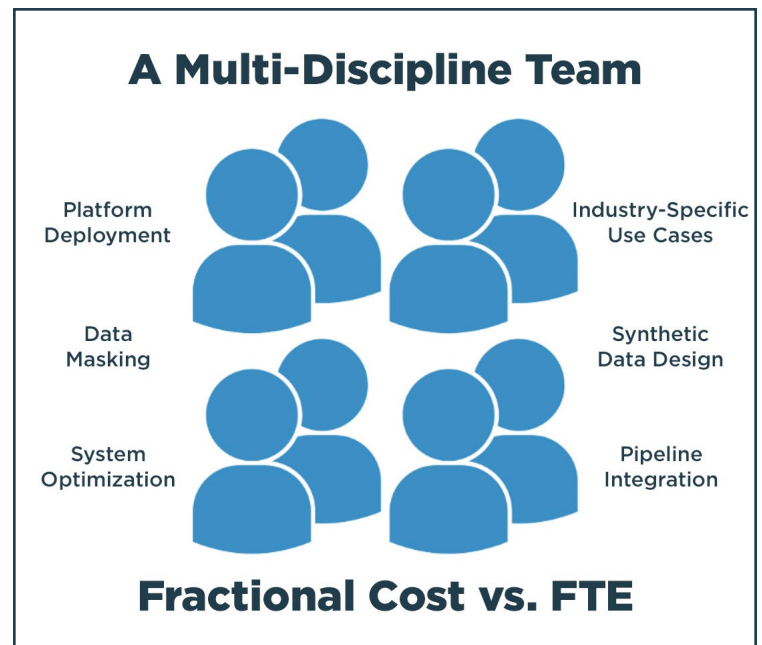 A Multi-Discipline Team
Platform
Deployment
Industry-Specific
Use Cases
Data
Masking
Synthetic
Data Design
System
Optimization
Pipeline
Integration
Fractional Cost vs. FTE